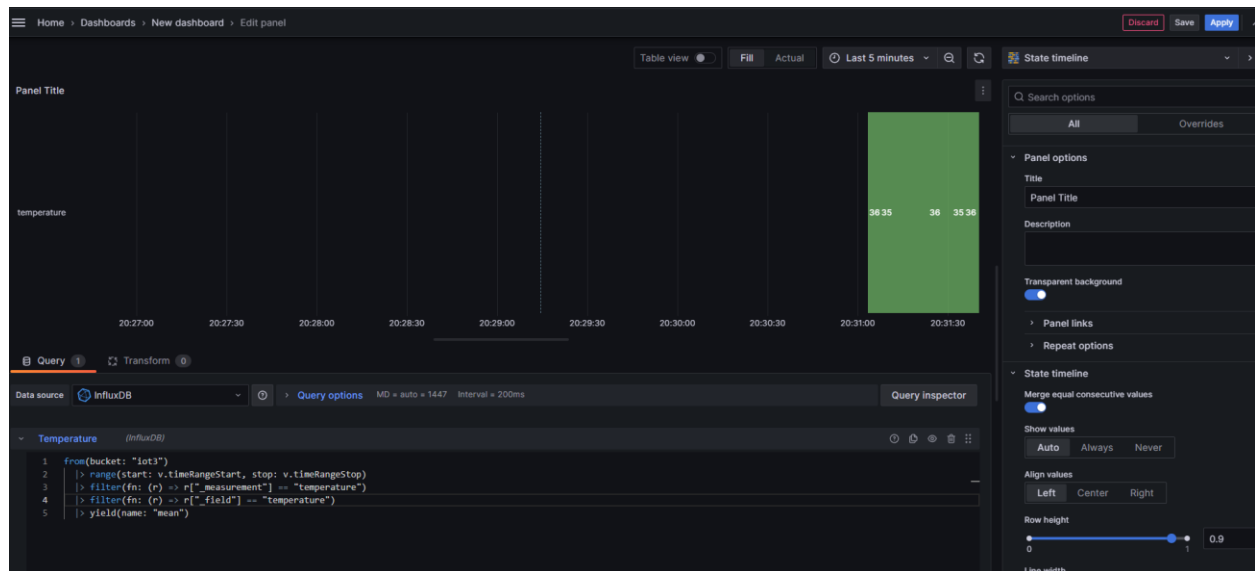 Home > Dashboards > New dashboard > Edit panel
Discard Save Apply
Table view Fill Actual Last 5 minutes
State timeline
Panel Title
temperature
36 35 36 35 36
20:27:00 20:27:30 20:28:00 20:28:30 20:29:00 20:29:30 20:30:00 20:30:30 20:31:00 20:31:30
Search options
All Overrides
Panel options
Title
Panel Title
Description
Transparent background
Panel links
Repeat options
State timeline
Merge equal consecutive values
Show values
Auto Always Never
Align values
Left Center Right
Row height
0.9
0 1
Line width
Query 1 Transform 0
Data source InfluxDB Query options MD = auto = 1447 Interval = 200ms Query inspector
Temperature (InfluxDB)
1 from(bucket: "iot3")
2 |> range(start: v.timeRangeStart, stop: v.timeRangeStop)
3 |> filter(fn: (r) => r["_measurement"] == "temperature")
4 |> filter(fn: (r) => r["_field"] == "temperature")
5 |> yield(name: "mean")